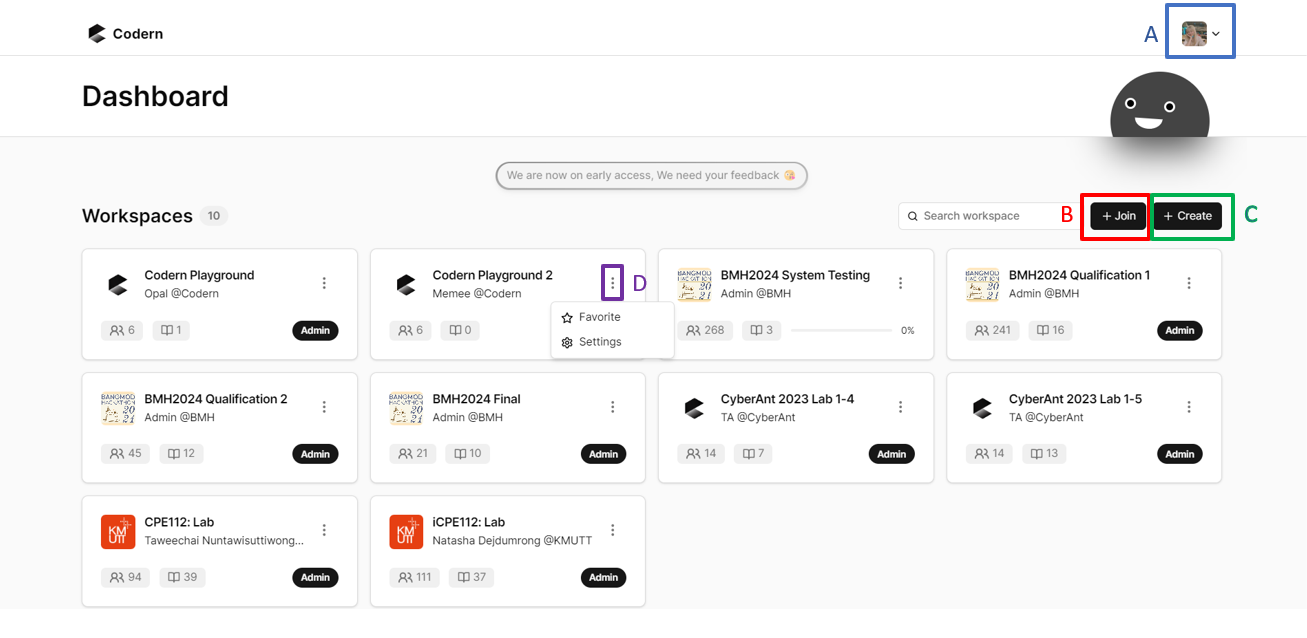 Codern
A
Dashboard
We are now on early access, We need your feedback 😘
Workspaces 10
Search workspace
B
+ Join
+ Create
C
Codern Playground
Opal @Codern
6
1
Admin
Codern Playground 2
Memee @Codern
D
Favorite
Settings
6
0
BMH2024 System Testing
Admin @BMH
268
3
0%
BMH2024 Qualification 1
Admin @BMH
241
16
Admin
BMH2024 Qualification 2
Admin @BMH
45
12
Admin
BMH2024 Final
Admin @BMH
21
10
Admin
CyberAnt 2023 Lab 1-4
TA @CyberAnt
14
7
Admin
CyberAnt 2023 Lab 1-5
TA @CyberAnt
14
13
Admin
CPE112: Lab
Taweechai Nuntawisuttiwong...
94
39
Admin
iCPE112: Lab
Natasha Dejdumrong @KMUTT
111
37
Admin